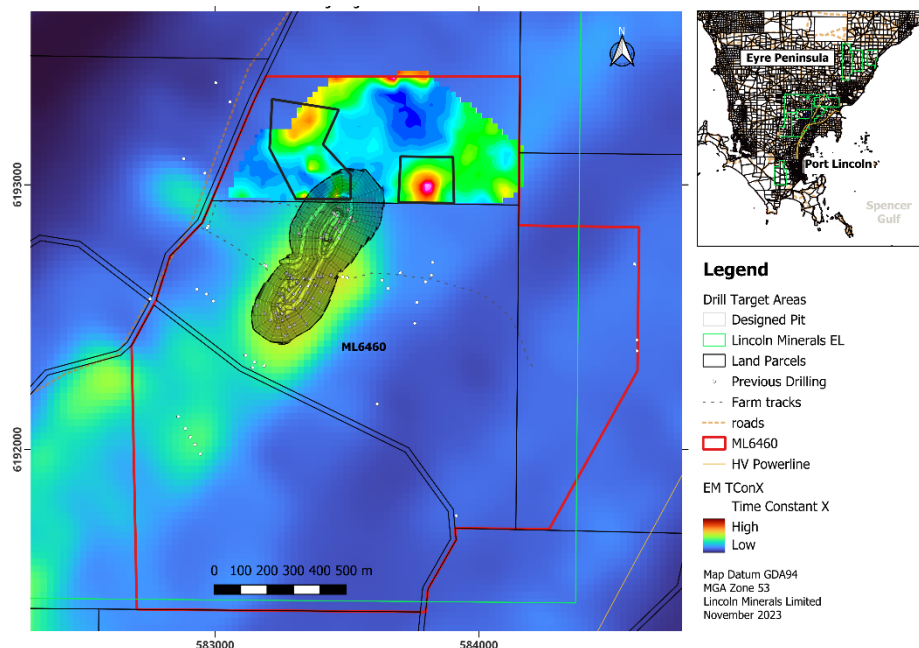 N
6193000
6192000
ML6460
0 100 200 300 400 500 m
583000
584000
Eyre Peninsula
Port Lincoln
Spencer
Gulf
Legend
Drill Target Areas
Designed Pit
Lincoln Minerals EL
Land Parcels
Previous Drilling
Farm tracks
roads
ML6460
HV Powerline
EM TConX
Time Constant X
High
Low
Map Datum GDA94
MGA Zone 53
Lincoln Minerals Limited
November 2023